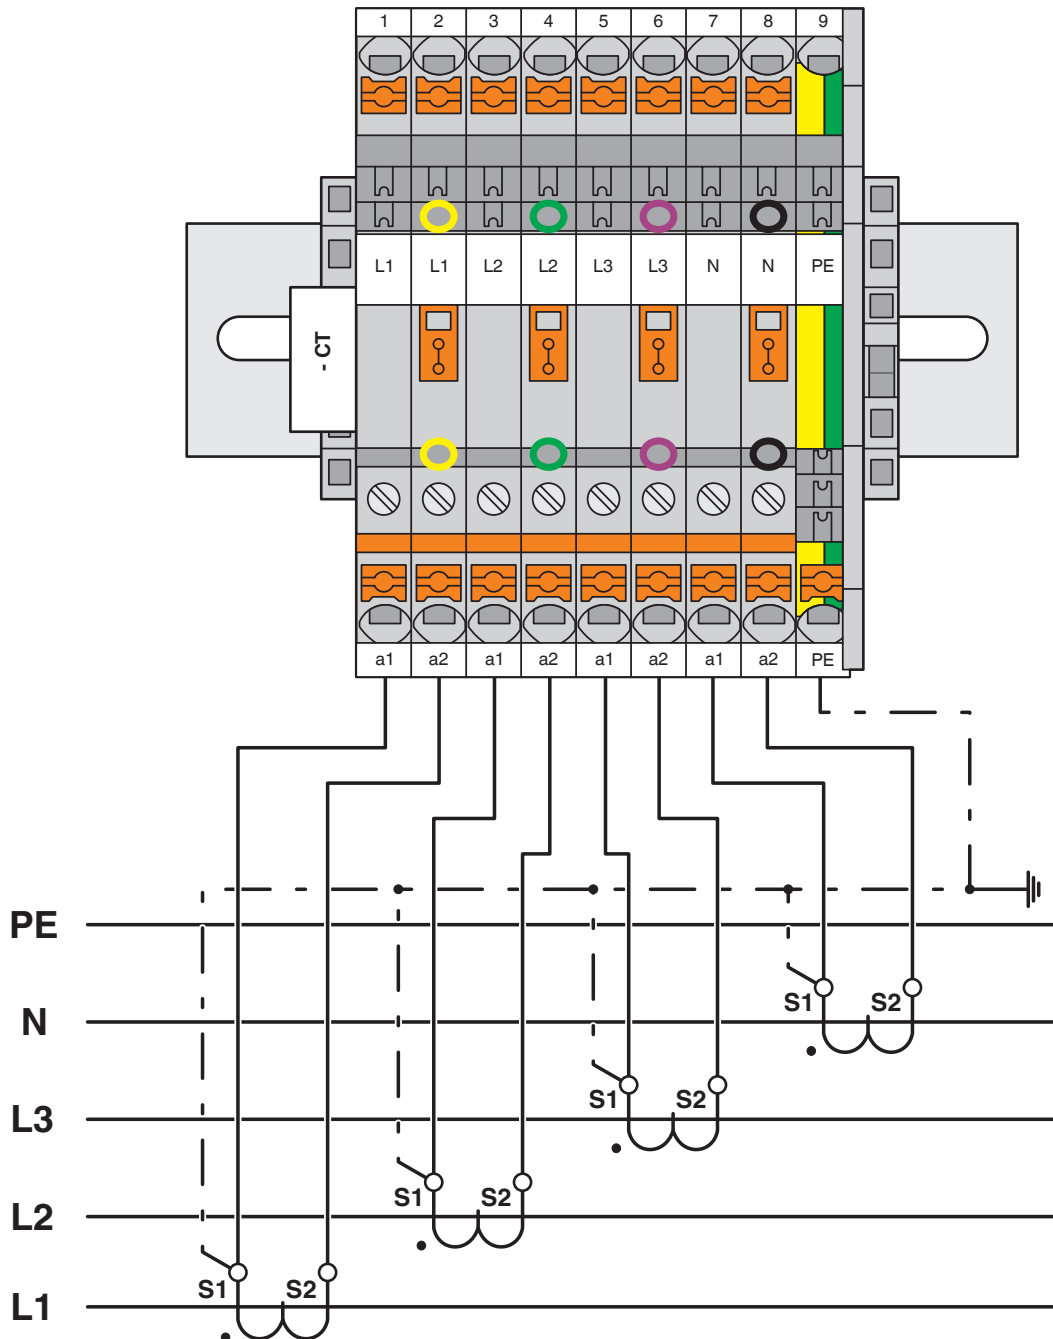 1 2 3 4 5 6 7 8 9
L1 L1 L2 L2 L3 L3 N N PE
- CT
a1 a2 a1 a2 a1 a2 a1 a2 PE
PE
S1 S2
N
S1 S2
L3
S1 S2
L2
S1 S2
L1